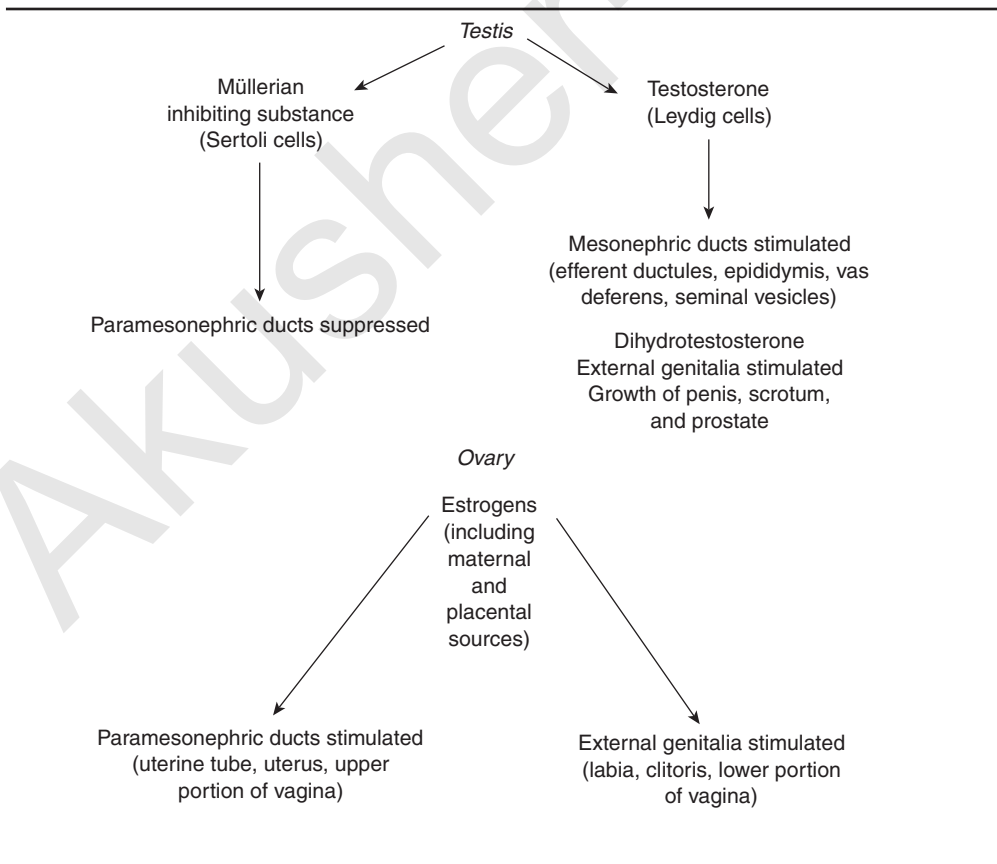 Testis
Müllerian
inhibiting substance
(Sertoli cells)
Testosterone
(Leydig cells)
Mesonephric ducts stimulated
(efferent ductules, epididymis, vas
deferens, seminal vesicles)
Paramesonephric ducts suppressed
Dihydrotestosterone
External genitalia stimulated
Growth of penis, scrotum,
and prostate
Ovary
Estrogens
(including
maternal
and
placental
sources)
Paramesonephric ducts stimulated
(uterine tube, uterus, upper
portion of vagina)
External genitalia stimulated
(labia, clitoris, lower portion
of vagina)